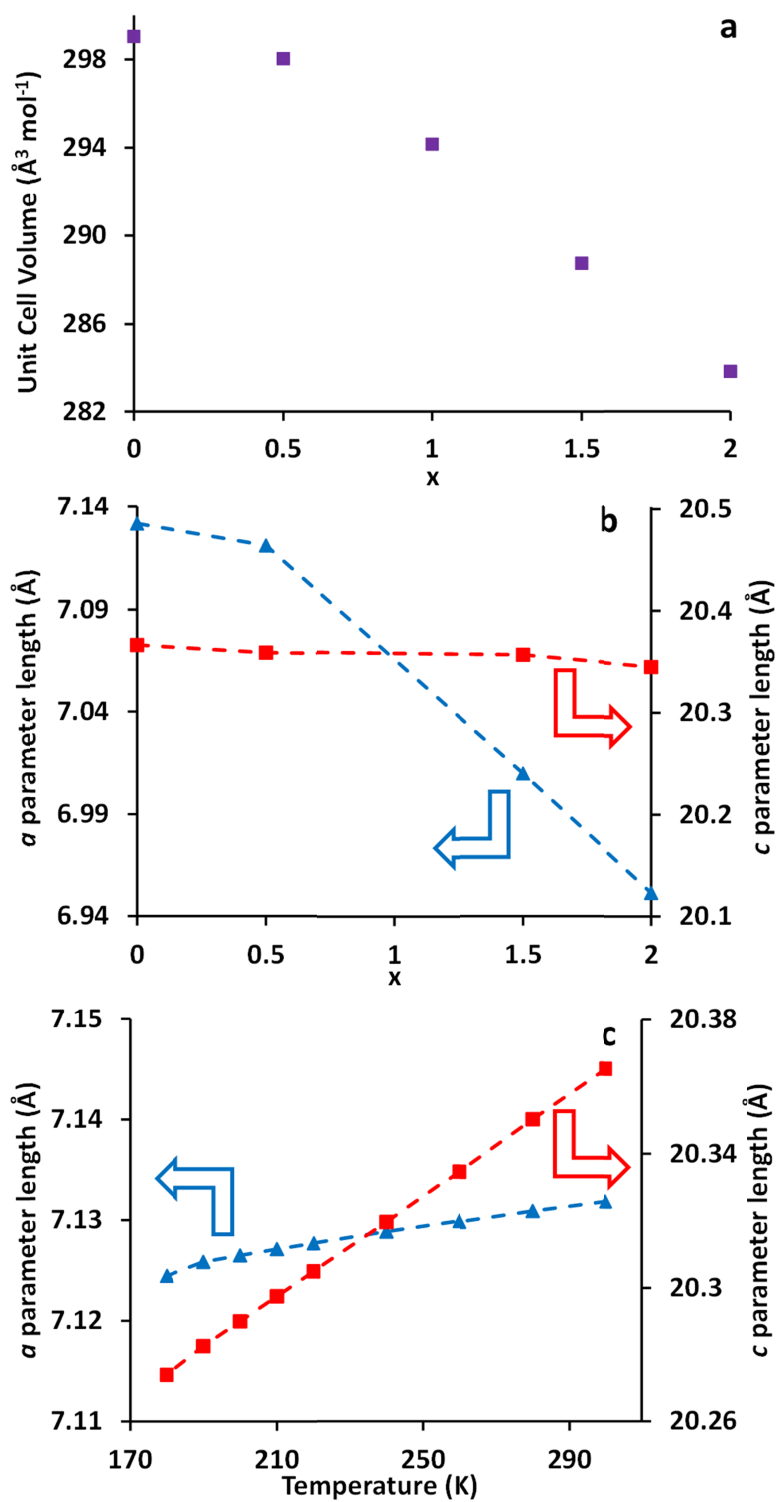 a
Unit Cell Volume (Å³ mol⁻¹)
298
294
290
286
282
0 0.5 1 1.5 2
x
b
a parameter length (Å)
c parameter length (Å)
7.14 20.5
7.09 20.4
7.04 20.3
6.99 20.2
6.94 20.1
0 0.5 1 1.5 2
x
c
a parameter length (Å)
c parameter length (Å)
7.15 20.38
7.14
20.34
7.13
20.3
7.12
7.11 20.26
170 210 250 290
Temperature (K)